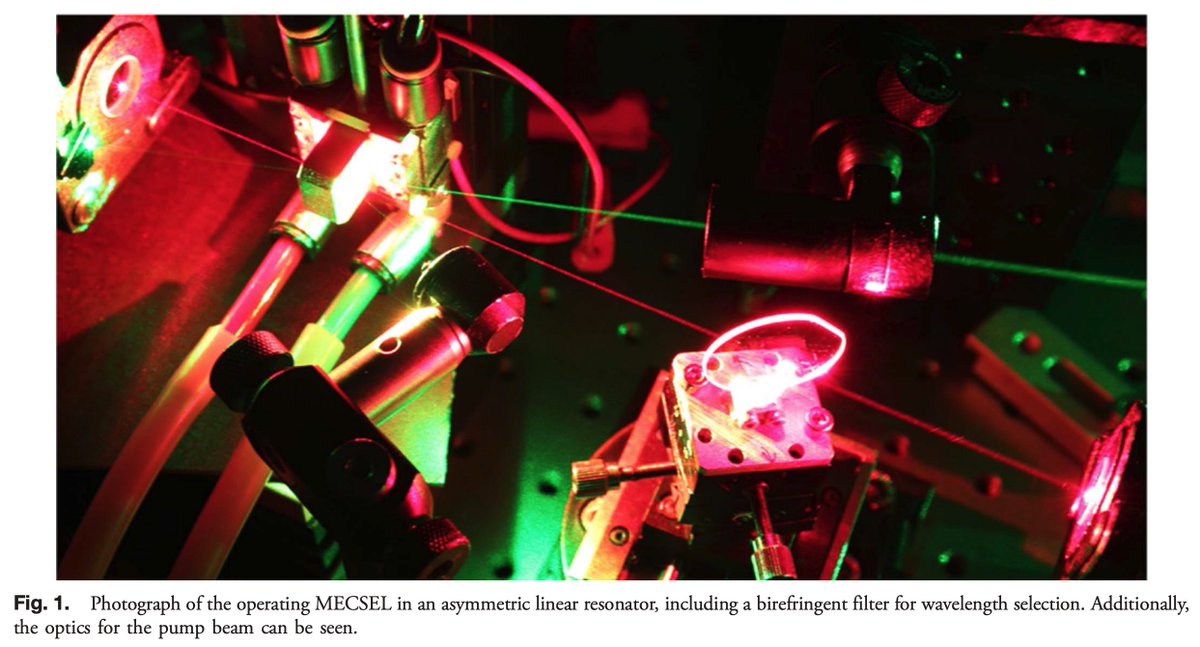 Fig. 1. Photograph of the operating MECSEL in an asymmetric linear resonator, including a birefringent filter for wavelength selection. Additionally,
the optics for the pump beam can be seen.